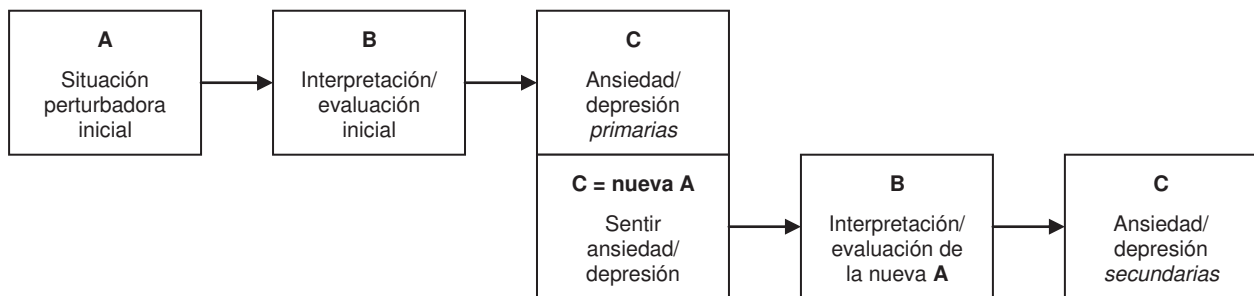 A
Situación
perturbadora
inicial
B
Interpretación/
evaluación
inicial
C
Ansiedad/
depresión
primarias
C = nueva A
Sentir
ansiedad/
depresión
B
Interpretación/
evaluación de
la nueva A
C
Ansiedad/
depresión
secundarias